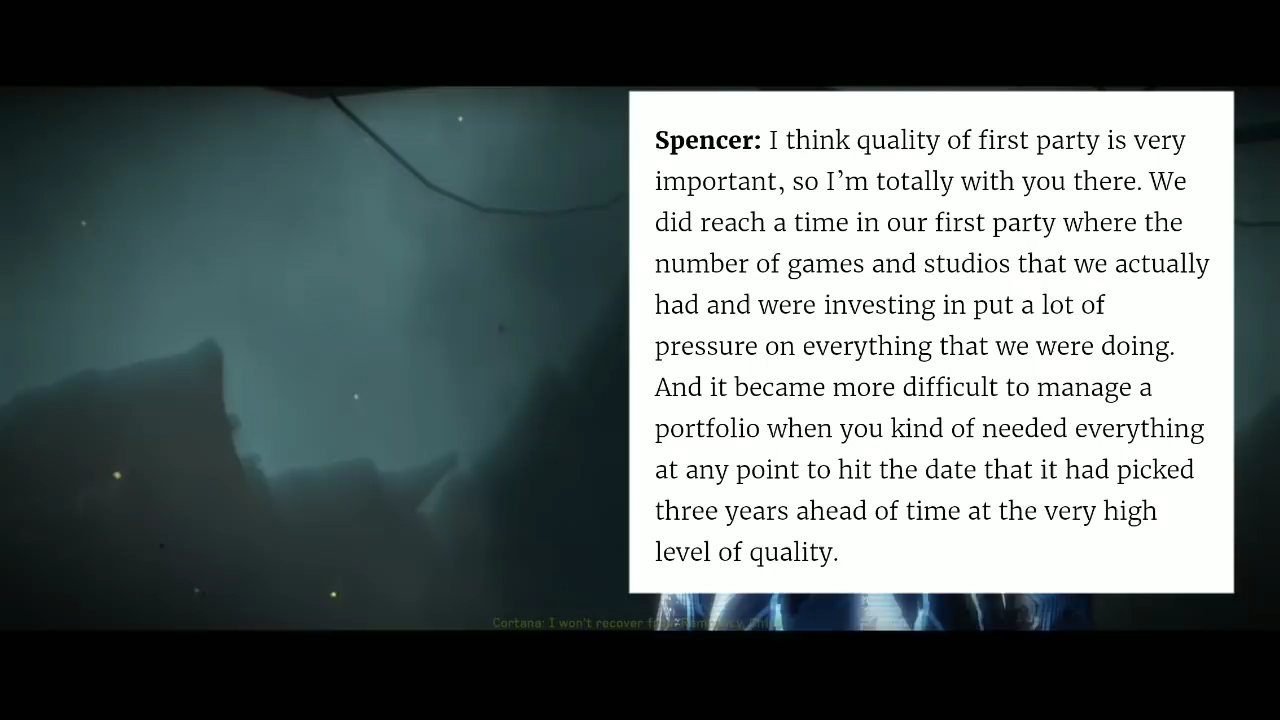 Spencer: I think quality of first party is very
important, so I’m totally with you there. We
did reach a time in our first party where the
number of games and studios that we actually
had and were investing in put a lot of
pressure on everything that we were doing.
And it became more difficult to manage a
portfolio when you kind of needed everything
at any point to hit the date that it had picked
three years ahead of time at the very high
level of quality.
Cortana: I won't recover